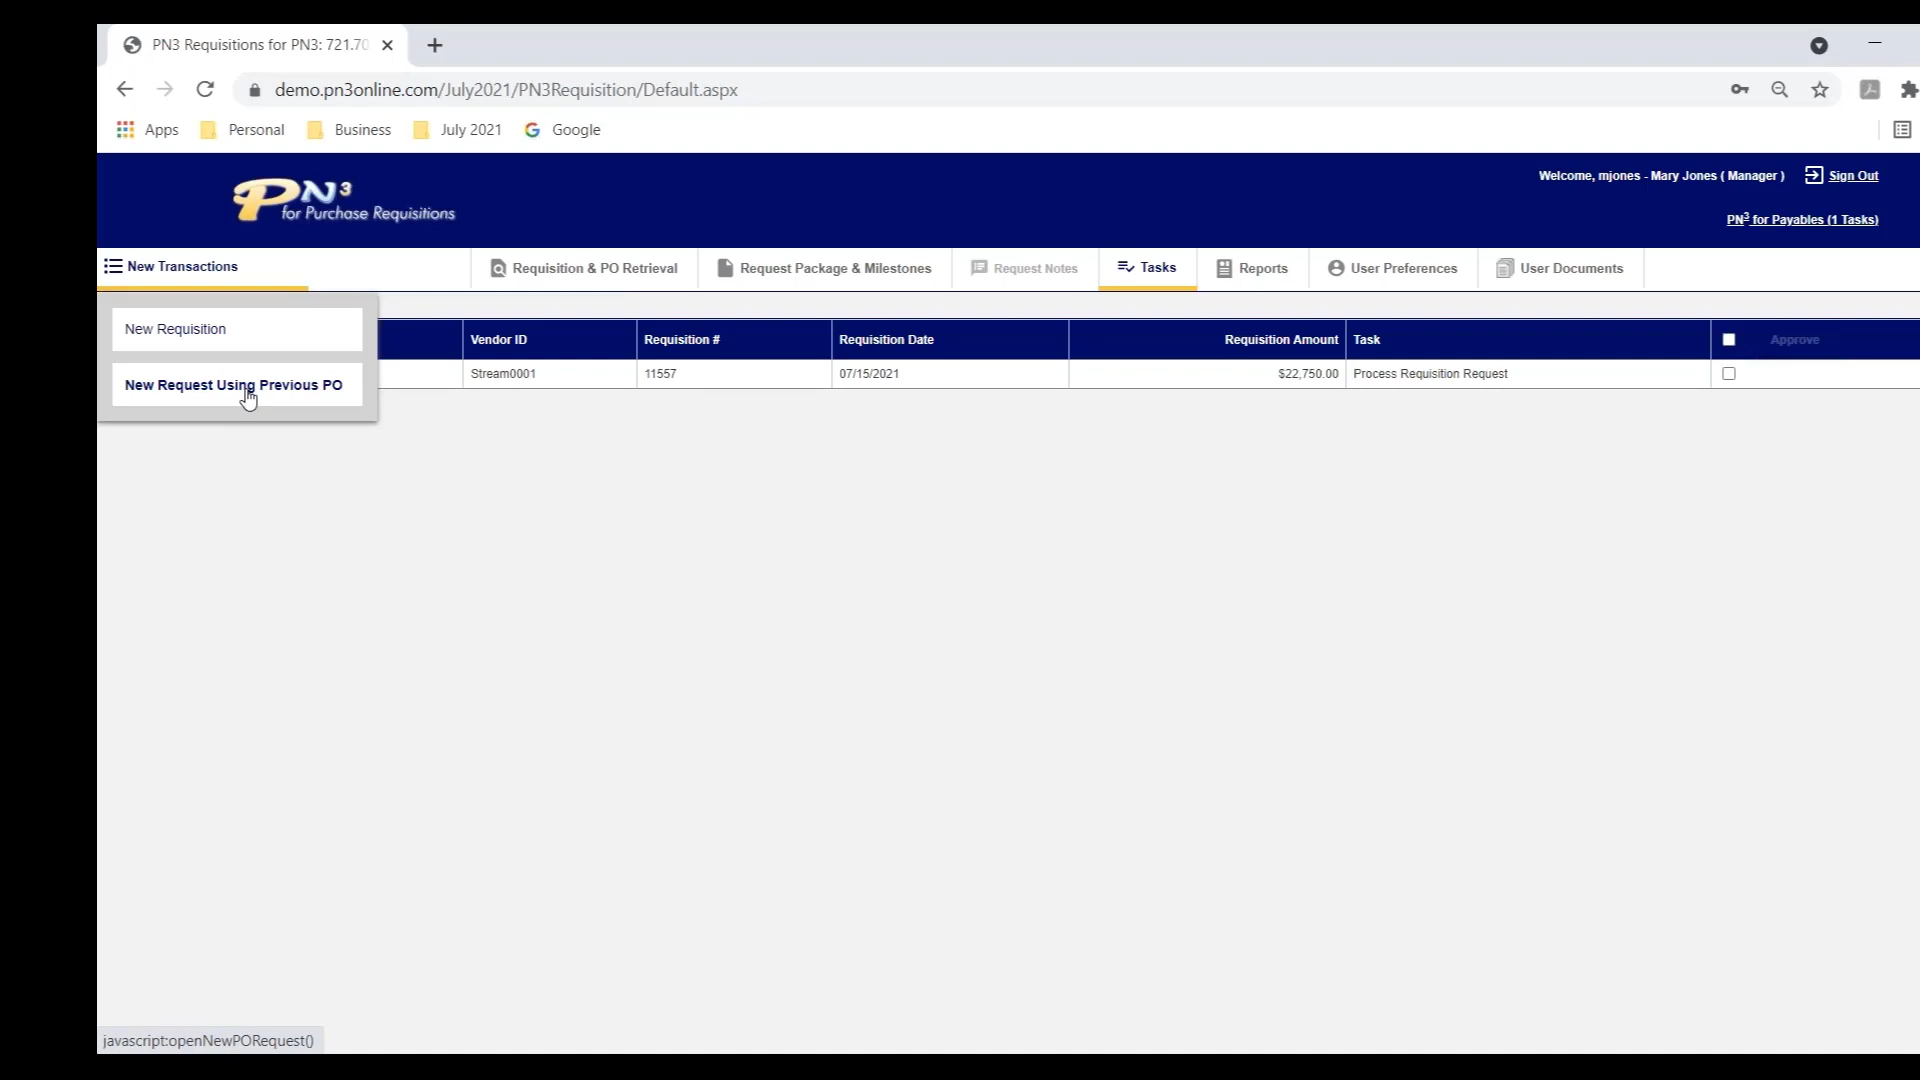 PN3 Requisitions for PN3: 721.70
demo.pn3online.com/July2021/PN3Requisition/Default.aspx
Apps Personal Business July 2021 Google
PN3
for Purchase Requisitions
Welcome, mjones - Mary Jones ( Manager ) Sign Out
PN3 for Payables (1 Tasks)
New Transactions Requisition & PO Retrieval Request Package & Milestones Request Notes Tasks Reports User Preferences User Documents
New Requisition
New Request Using Previous PO
Vendor ID Requisition # Requisition Date Requisition Amount Task Approve
Stream0001 11557 07/15/2021 $22,750.00 Process Requisition Request
javascript:openNewPORequest()